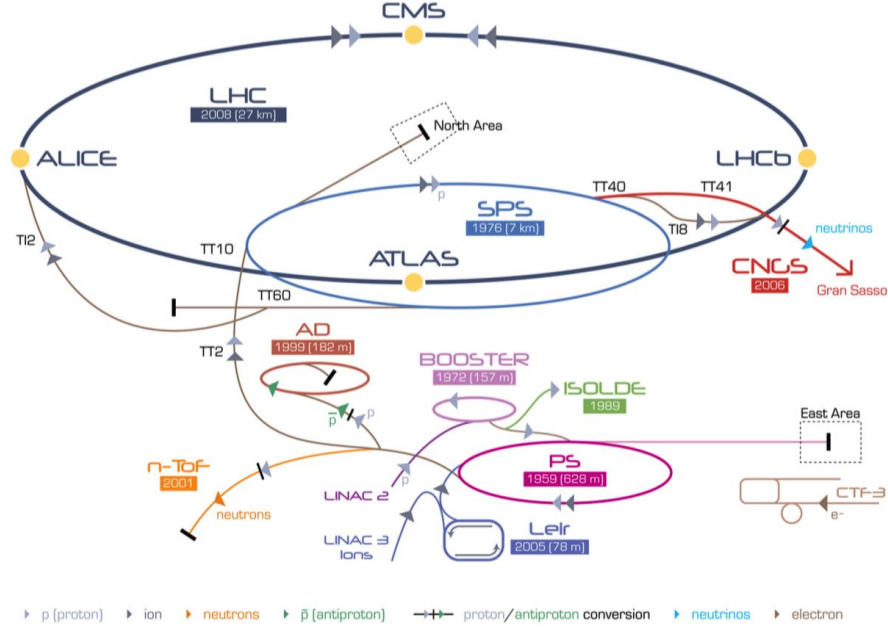 CMS
LHC
2008 (27 km)
North Area
ALICE
LHCb
p
TT40
TT41
SPS
1976 (7 km)
TI8
neutrinos
TI2
TT10
ATLAS
CNGS
2006
Gran Sasso
TT60
AD
1999 (182 m)
TT2
BOOSTER
1972 (157 m)
ISOLDE
1989
p̅
p
East Area
n-ToF
2001
PS
1959 (628 m)
p
LINAC 2
CTF3
e-
neutrons
LINAC 3
Ions
Leir
2005 (78 m)
p (proton) ion neutrons p̄ (antiproton) proton/antiproton conversion neutrinos electron